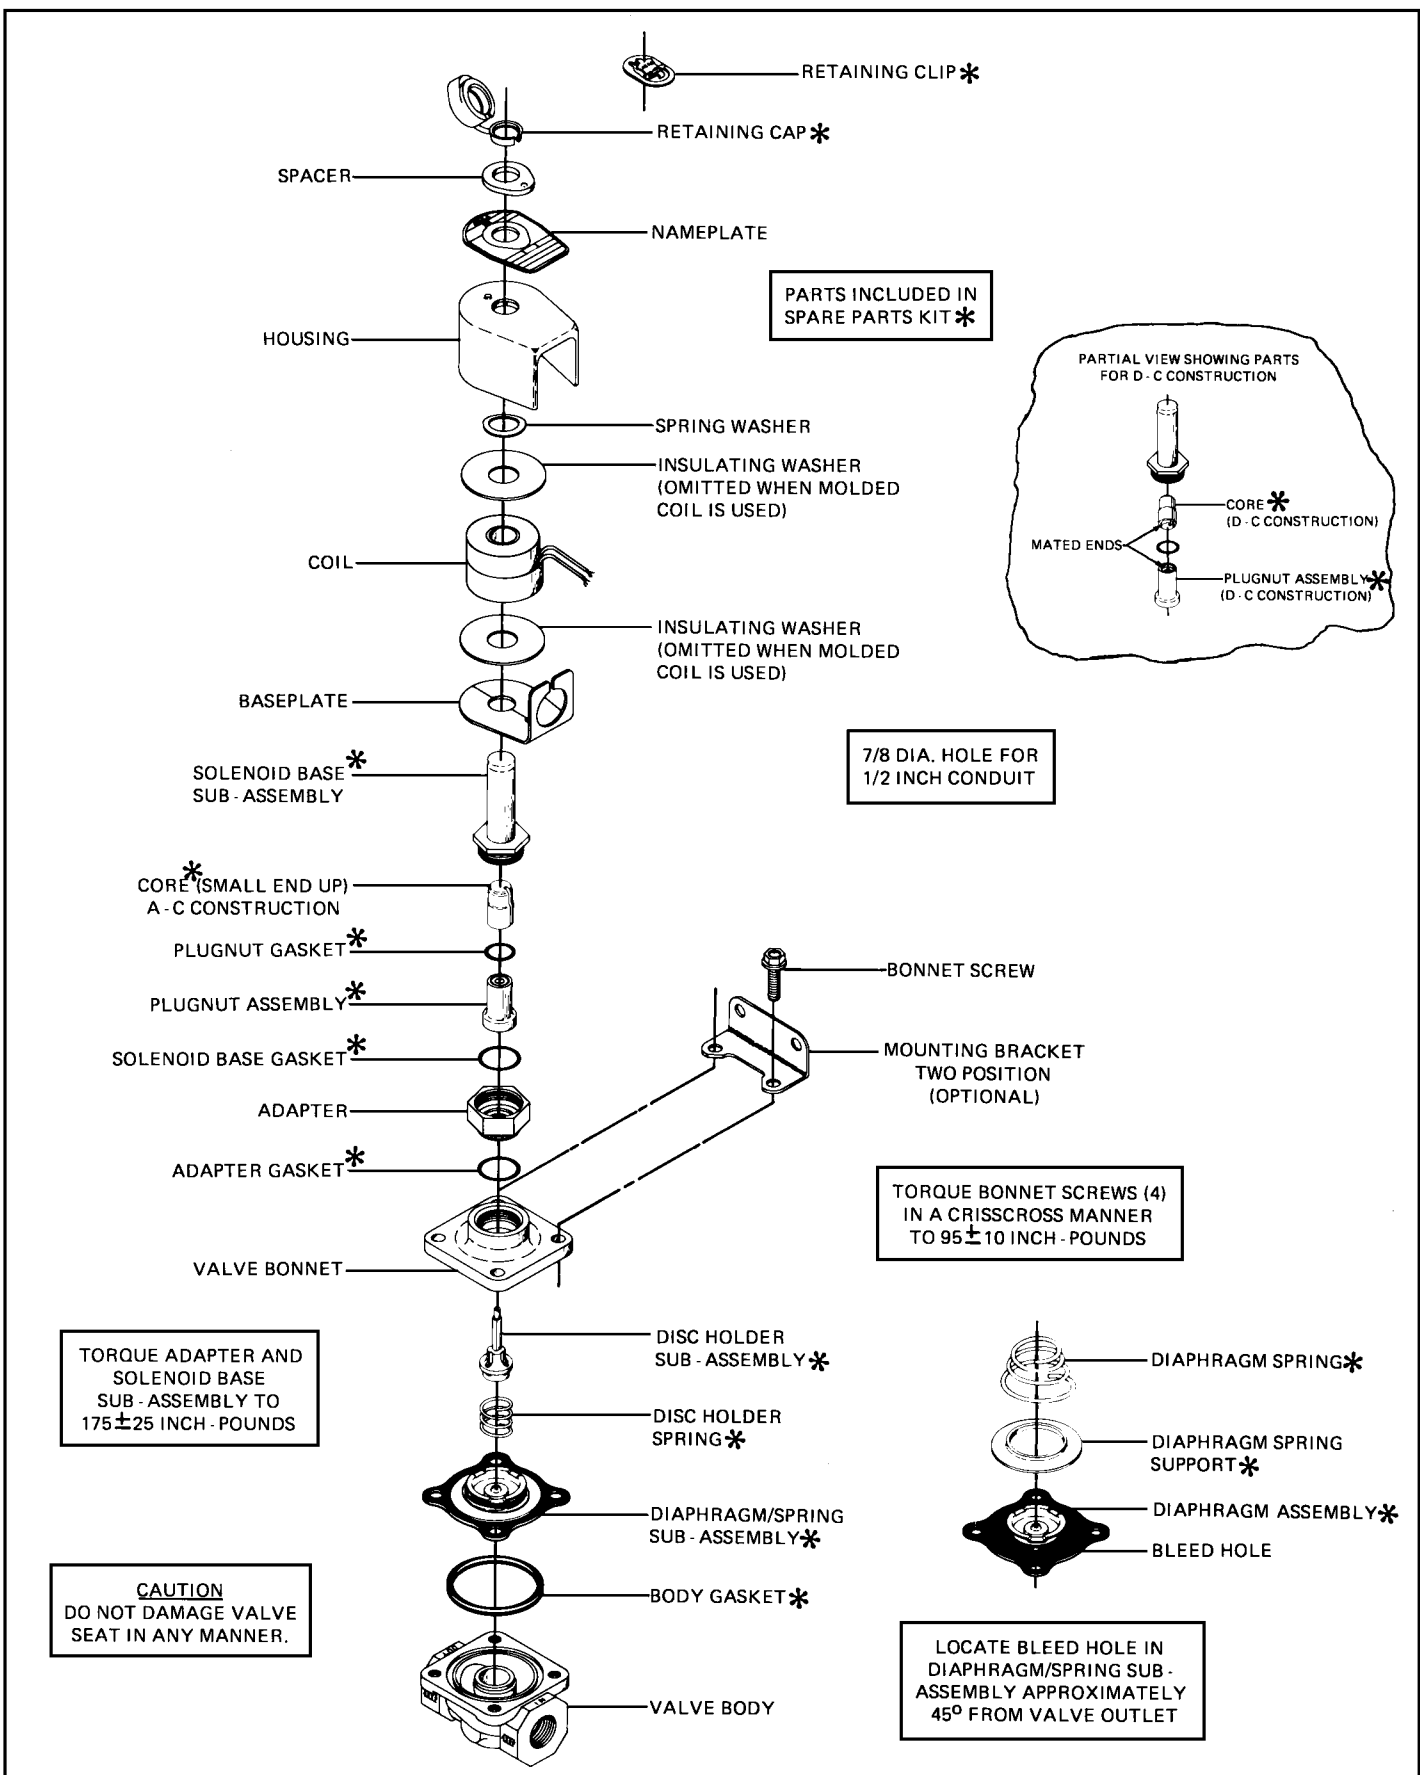 RETAINING CLIP*
RETAINING CAP*
SPACER
NAMEPLATE
PARTS INCLUDED IN
SPARE PARTS KIT*
HOUSING
PARTIAL VIEW SHOWING PARTS
FOR D-C CONSTRUCTION
SPRING WASHER
INSULATING WASHER
(OMITTED WHEN MOLDED
COIL IS USED)
CORE*
(D-C CONSTRUCTION)
MATED ENDS
PLUGNUT ASSEMBLY*
(D-C CONSTRUCTION)
COIL
INSULATING WASHER
(OMITTED WHEN MOLDED
COIL IS USED)
BASEPLATE
7/8 DIA. HOLE FOR
1/2 INCH CONDUIT
SOLENOID BASE*
SUB-ASSEMBLY
CORE*(SMALL END UP)
A-C CONSTRUCTION
PLUGNUT GASKET*
BONNET SCREW
PLUGNUT ASSEMBLY*
SOLENOID BASE GASKET*
MOUNTING BRACKET
TWO POSITION
(OPTIONAL)
ADAPTER
ADAPTER GASKET*
TORQUE BONNET SCREWS (4)
IN A CRISSCROSS MANNER
TO 95±10 INCH-POUNDS
VALVE BONNET
TORQUE ADAPTER AND
SOLENOID BASE
SUB-ASSEMBLY TO
175±25 INCH-POUNDS
DISC HOLDER
SUB-ASSEMBLY*
DIAPHRAGM SPRING*
DISC HOLDER
SPRING*
DIAPHRAGM SPRING
SUPPORT*
DIAPHRAGM/SPRING
SUB-ASSEMBLY*
DIAPHRAGM ASSEMBLY*
BLEED HOLE
CAUTION
DO NOT DAMAGE VALVE
SEAT IN ANY MANNER.
BODY GASKET*
LOCATE BLEED HOLE IN
DIAPHRAGM/SPRING SUB-
ASSEMBLY APPROXIMATELY
45º FROM VALVE OUTLET
VALVE BODY